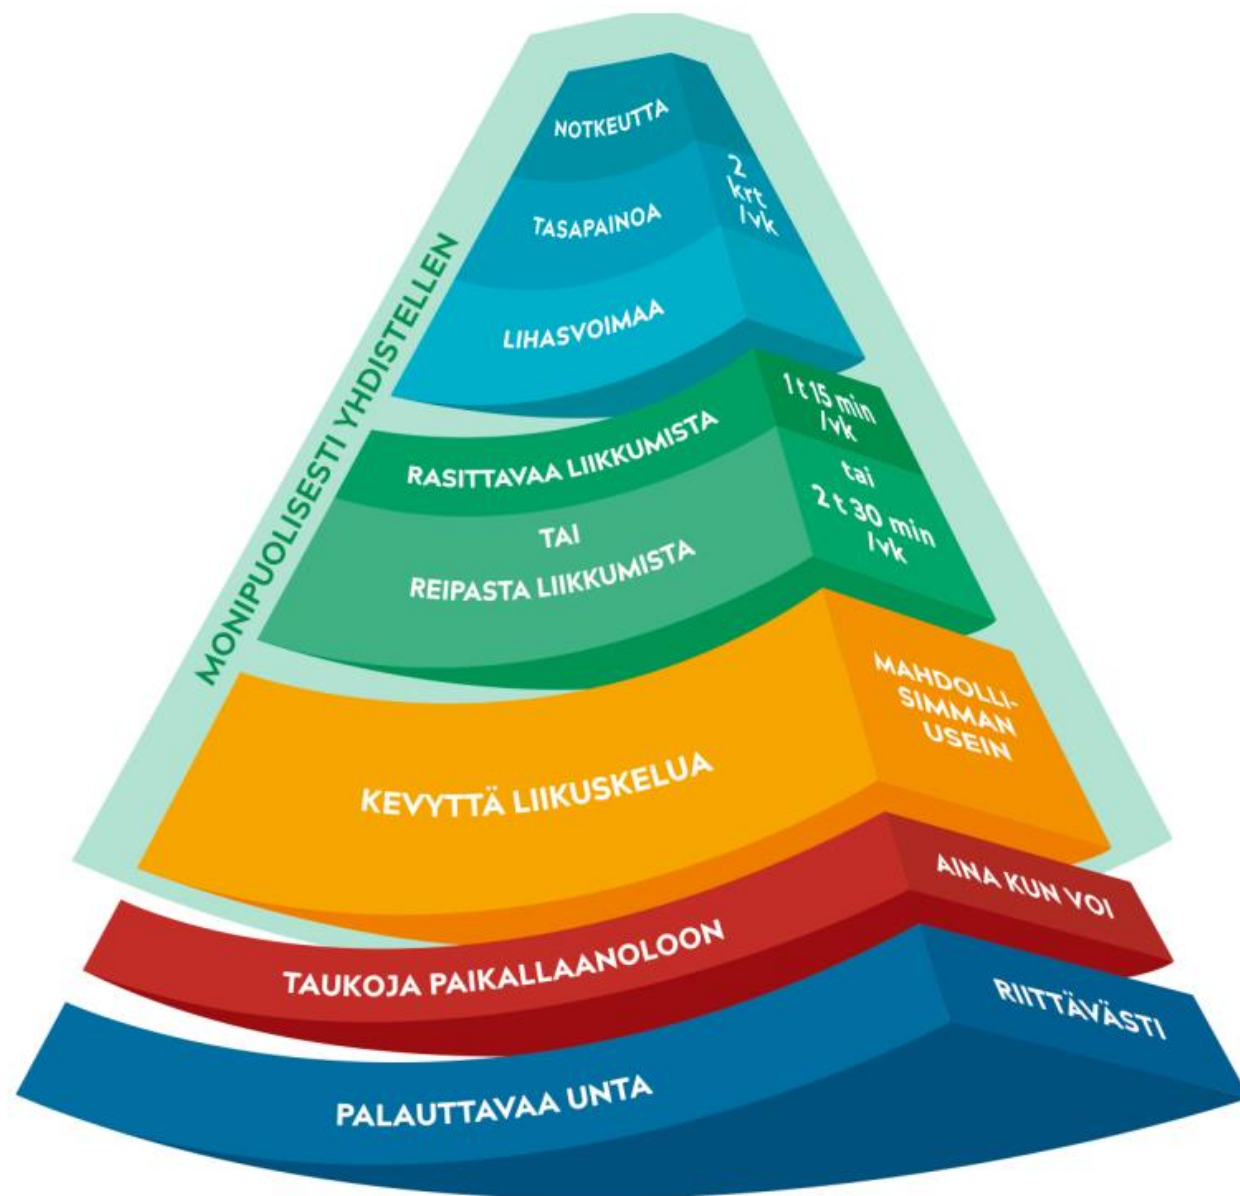 NOTKEUTTA
TASAPAINOA
LIHASVOIMAA
2
krt
/vk
MONIPUOLISESTI YHDISTELLEN
RASITTAVAA LIIKKUMISTA
1 t 15 min
/vk
TAI
REIPASTA LIIKKUMISTA
tai
2 t 30 min
/vk
KEVYTTÄ LIIKUSKELUA
MAHDOLLI-
SIMMAN
USEIN
TAUKOJA PAIKALLAANOLOON
AINA KUN VOI
PALAUTTAVAA UNTA
RIITTÄVÄSTI